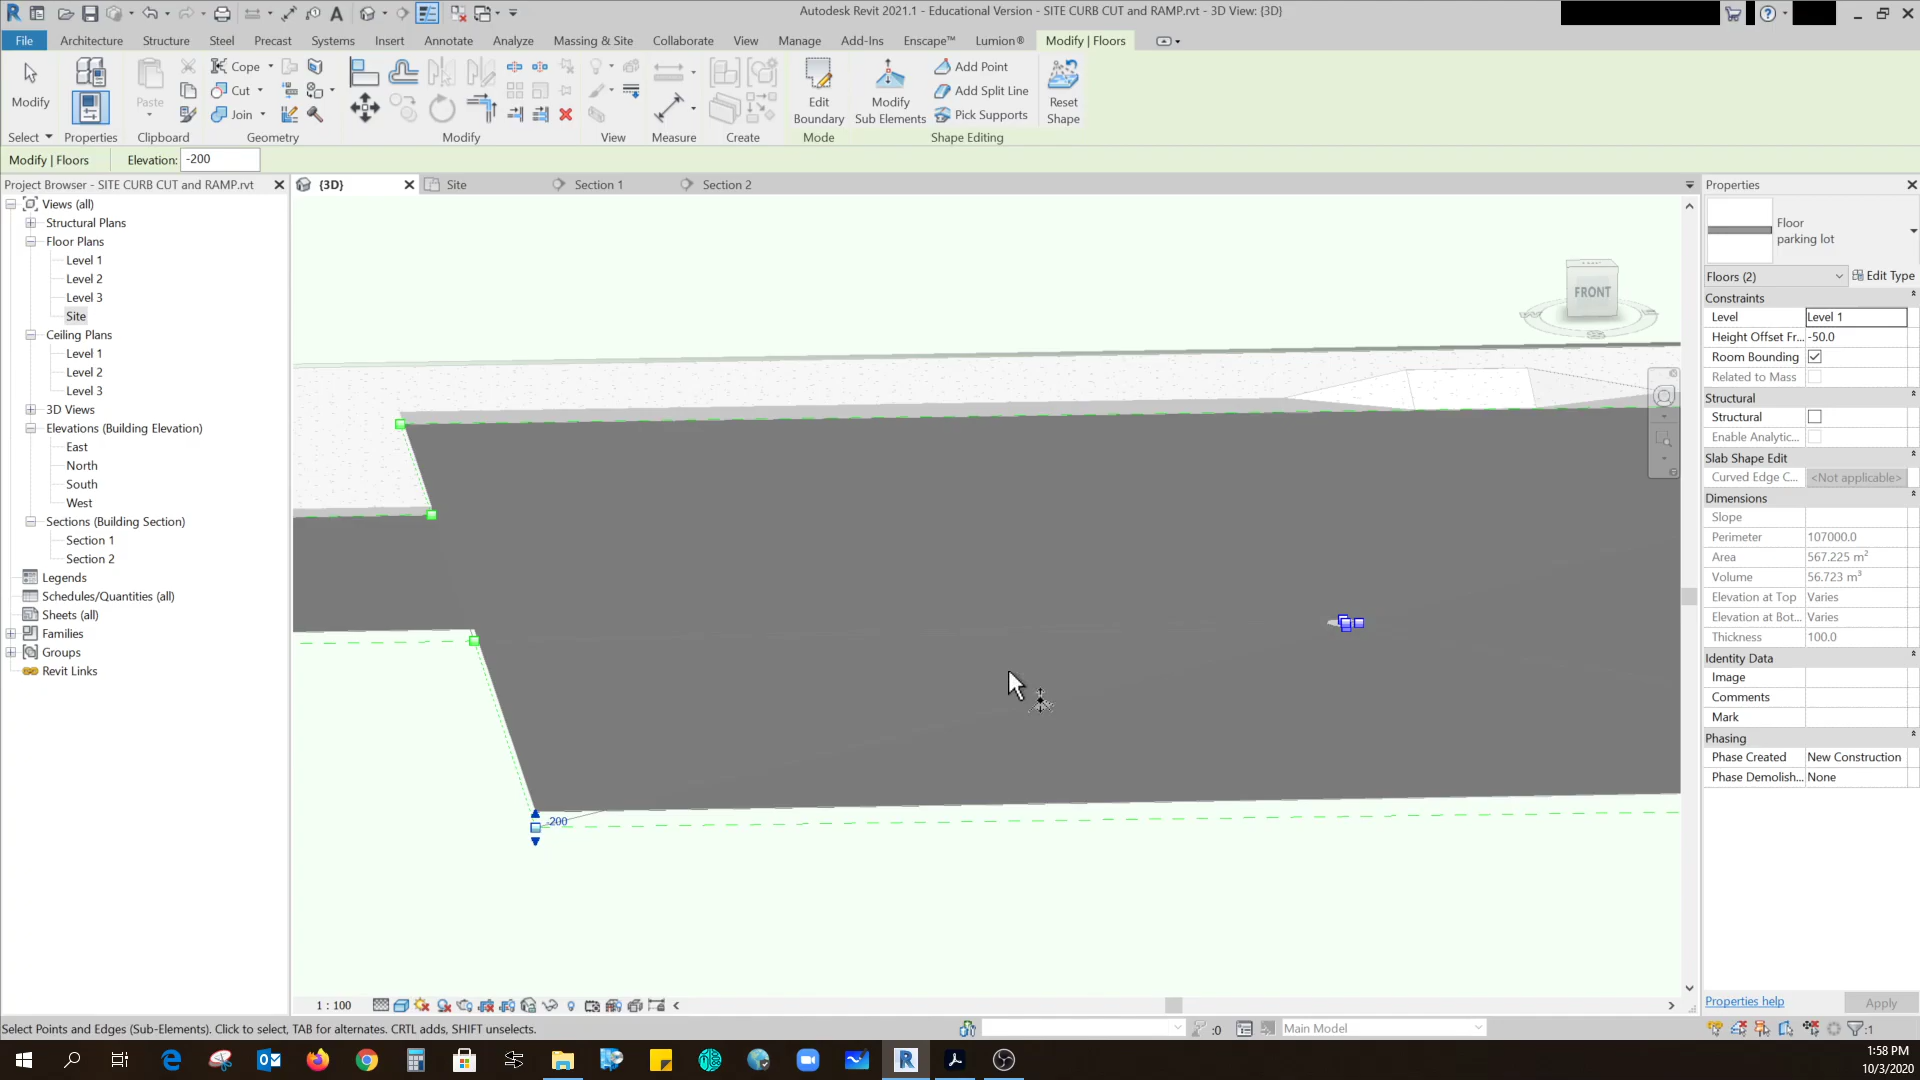 Autodesk Revit 2021.1 - Educational Version - SITE CURB CUT and RAMP.rvt - 3D View: {3D}
File Architecture Structure Steel Precast Systems Insert Annotate Analyze Massing & Site Collaborate View Manage Add-Ins Enscape™ Lumion® Modify | Floors
Modify
Paste
Cope
Cut
Join
Edit Boundary
Modify Sub Elements
Add Point
Add Split Line
Pick Supports
Reset Shape
Select Properties Clipboard Geometry Modify View Measure Create Mode Shape Editing
Modify | Floors Elevation: -200
Project Browser - SITE CURB CUT and RAMP.rvt
{3D} Site Section 1 Section 2
Views (all)
Structural Plans
Floor Plans
Level 1
Level 2
Level 3
Site
Ceiling Plans
Level 1
Level 2
Level 3
3D Views
Elevations (Building Elevation)
East
North
South
West
Sections (Building Section)
Section 1
Section 2
Legends
Schedules/Quantities (all)
Sheets (all)
Families
Groups
Revit Links
FRONT
-200
Properties
Floor
parking lot
Floors (2) Edit Type
Constraints
Level Level 1
Height Offset Fr... -50.0
Room Bounding
Related to Mass
Structural
Structural
Enable Analytic...
Slab Shape Edit
Curved Edge C... <Not applicable>
Dimensions
Slope
Perimeter 107000.0
Area 567.225 m²
Volume 56.723 m³
Elevation at Top Varies
Elevation at Bot... Varies
Thickness 100.0
Identity Data
Image
Comments
Mark
Phasing
Phase Created New Construction
Phase Demolish... None
Properties help Apply
1 : 100
Select Points and Edges (Sub-Elements). Click to select, TAB for alternates. CRTL adds, SHIFT unselects.
:0 Main Model :1
1:58 PM
10/3/2020